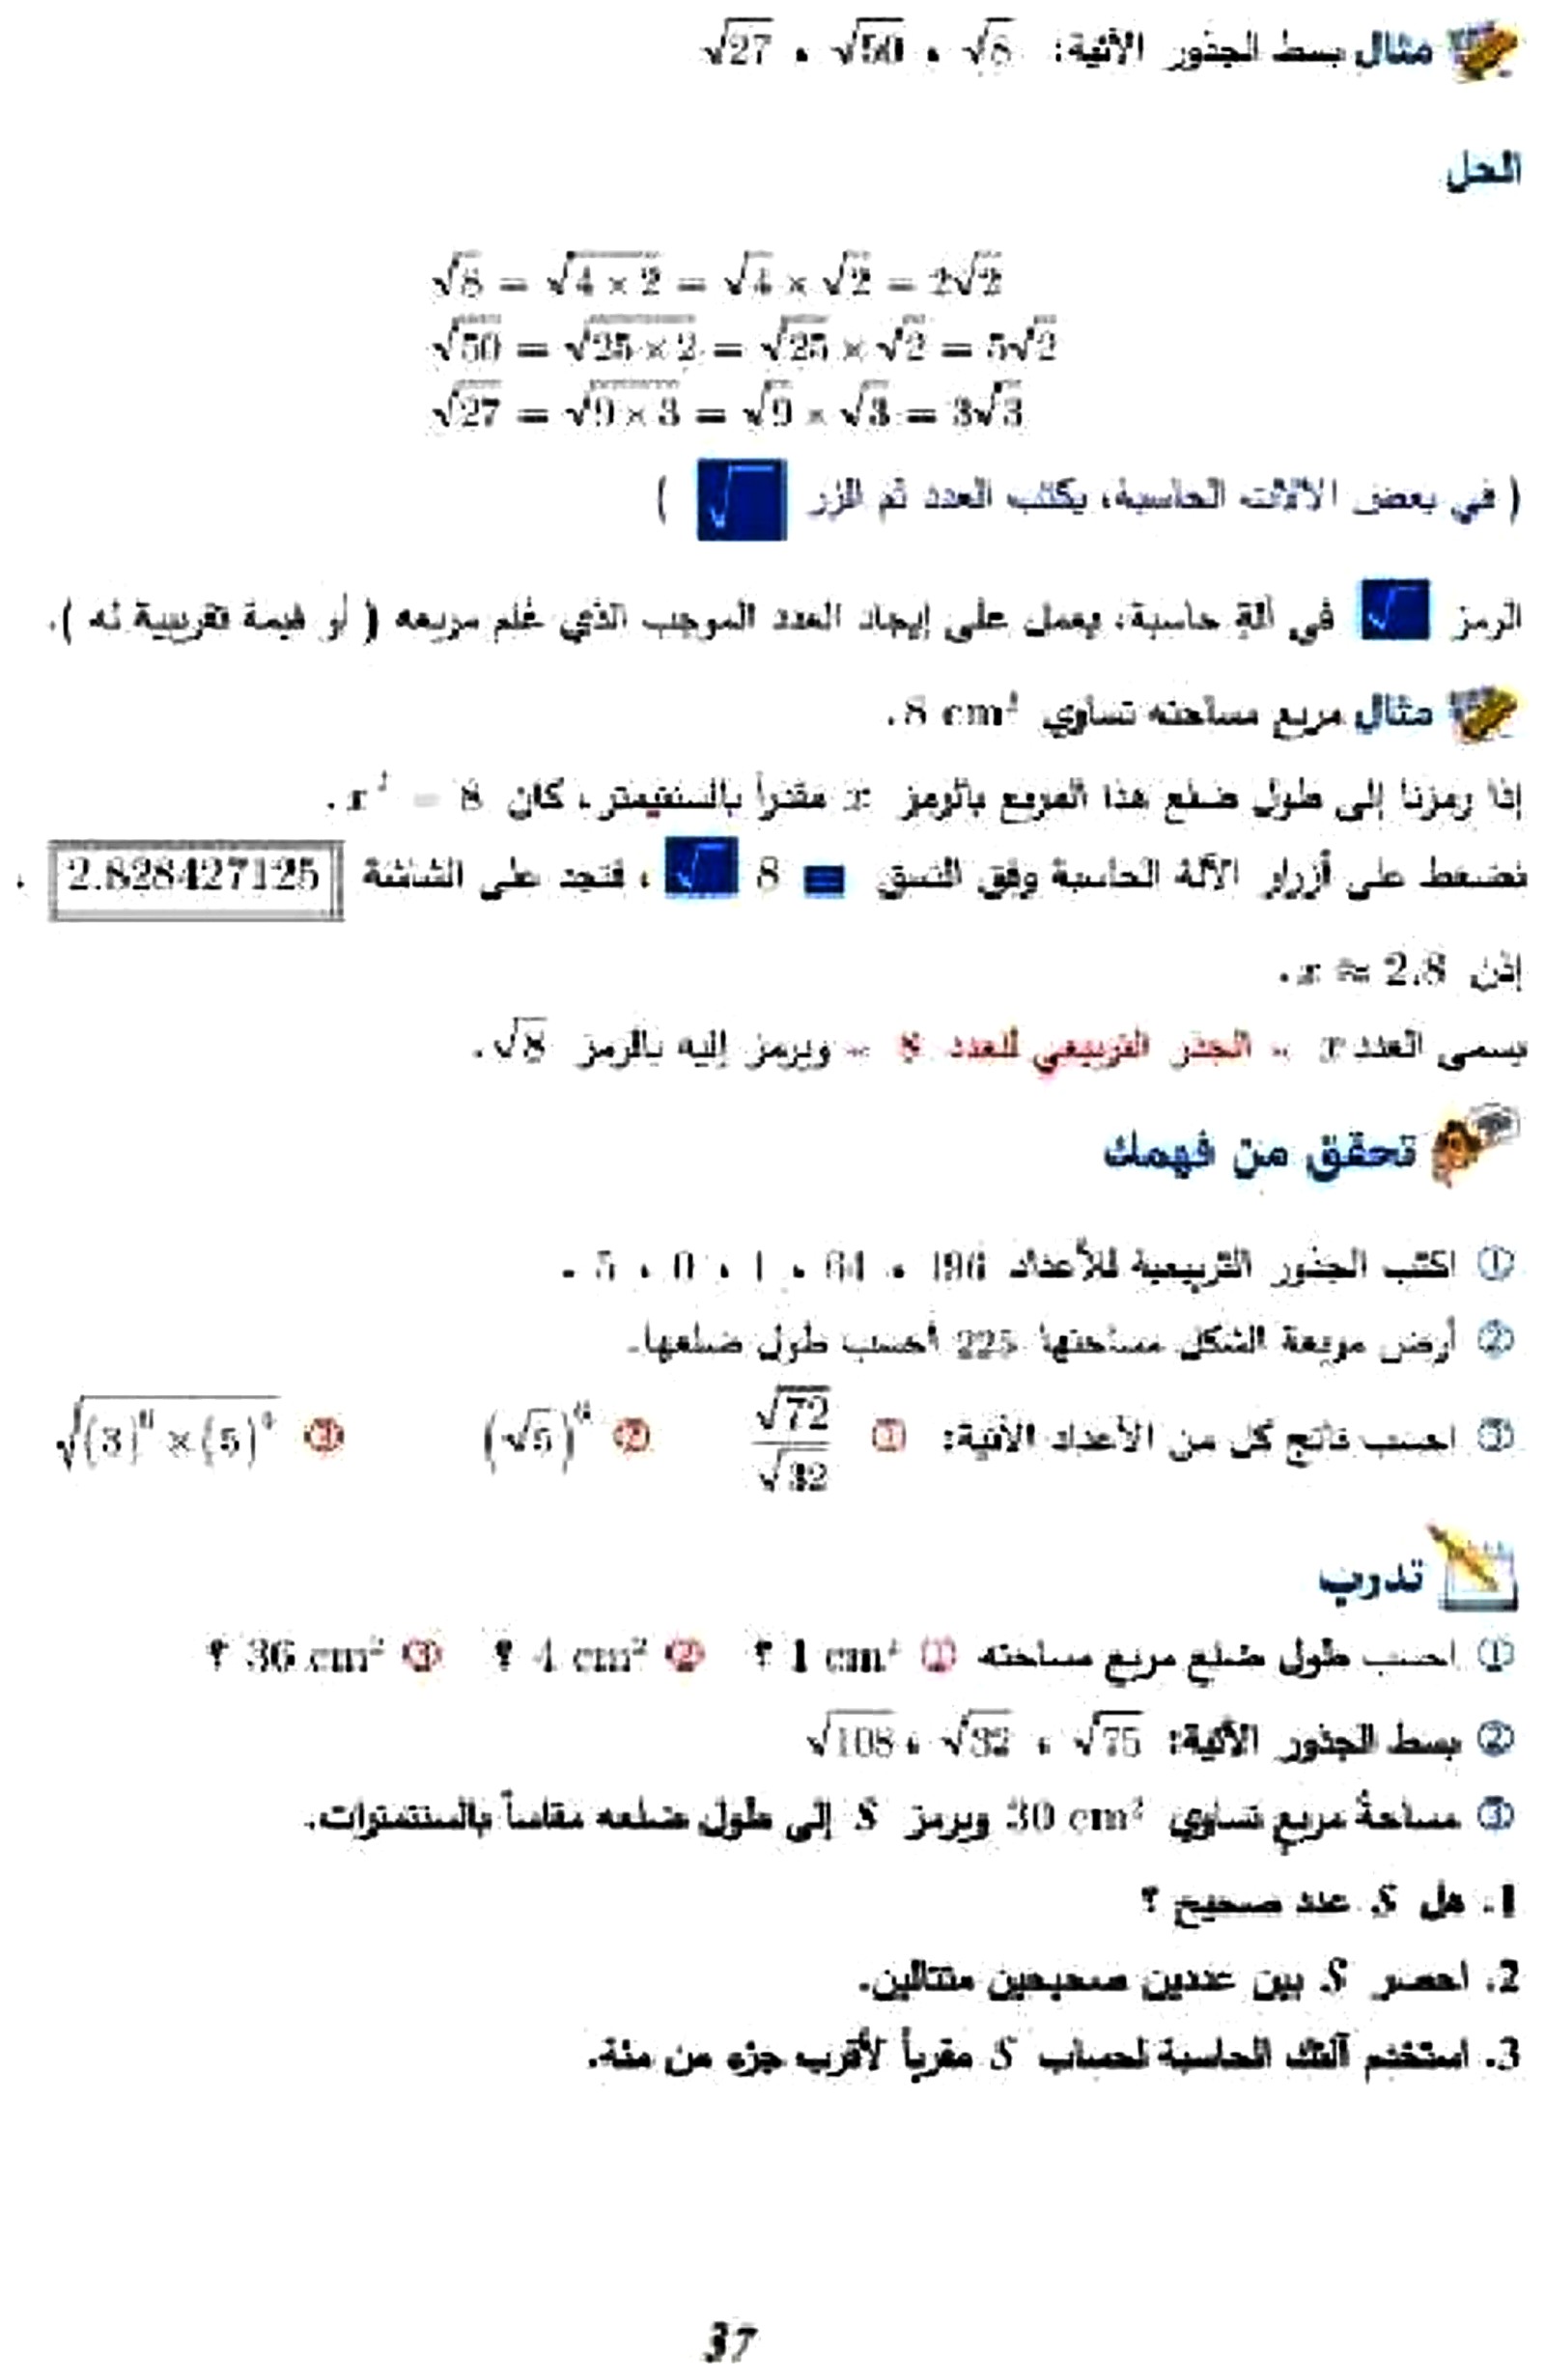 مثال بسط الجذور الآتية: √8 ، √50 ، √27
الحل
√8 = √(4 × 2) = √4 × √2 = 2√2
√50 = √(25 × 2) = √25 × √2 = 5√2
√27 = √(9 × 3) = √9 × √3 = 3√3
( في بعض الآلات الحاسبة، يكتب العدد ثم الزر √ )
الرمز √ في آلة حاسبة، يعمل على إيجاد العدد الموجب الذي عُلم مربعه ( أو قيمة تقريبية له ).
مثال مربع مساحته تساوي 8 cm².
إذا رمزنا إلى طول ضلع هذا المربع بالرمز x مقدراً بالسنتيمتر، كان x² = 8.
نضغط على أزرار الآلة الحاسبة وفق النسق √ 8 = ، فنجد على الشاشة 2.828427125 .
إذن x ≈ 2.8.
يسمى العدد x « الجذر التربيعي للعدد 8 » ويرمز إليه بالرمز √8.
تحقق من فهمك
① اكتب الجذور التربيعية للأعداد 196 ، 64 ، 1 ، 0 ، 5 .
② أرض مربعة الشكل مساحتها 225 أحسب طول ضلعها.
③ احسب ناتج كل من الأعداد الآتية: ① √72/√32 ② (√5)⁶ ③ √((3)⁶ × (5)⁴)
تدرب
① احسب طول ضلع مربع مساحته ① 1 cm² ؟ ② 4 cm² ؟ ③ 36 cm² ؟
② بسط الجذور الآتية: √75 ، √32 ، √108
③ مساحةُ مربعٍ تساوي 30 cm² ويرمز S إلى طول ضلعه مقاساً بالسنتمترات.
1. هل S عدد صحيح ؟
2. احصر S بين عددين صحيحين متتالين.
3. استخدم آلتك الحاسبة لحساب S مقرباً لأقرب جزء من مئة.
37